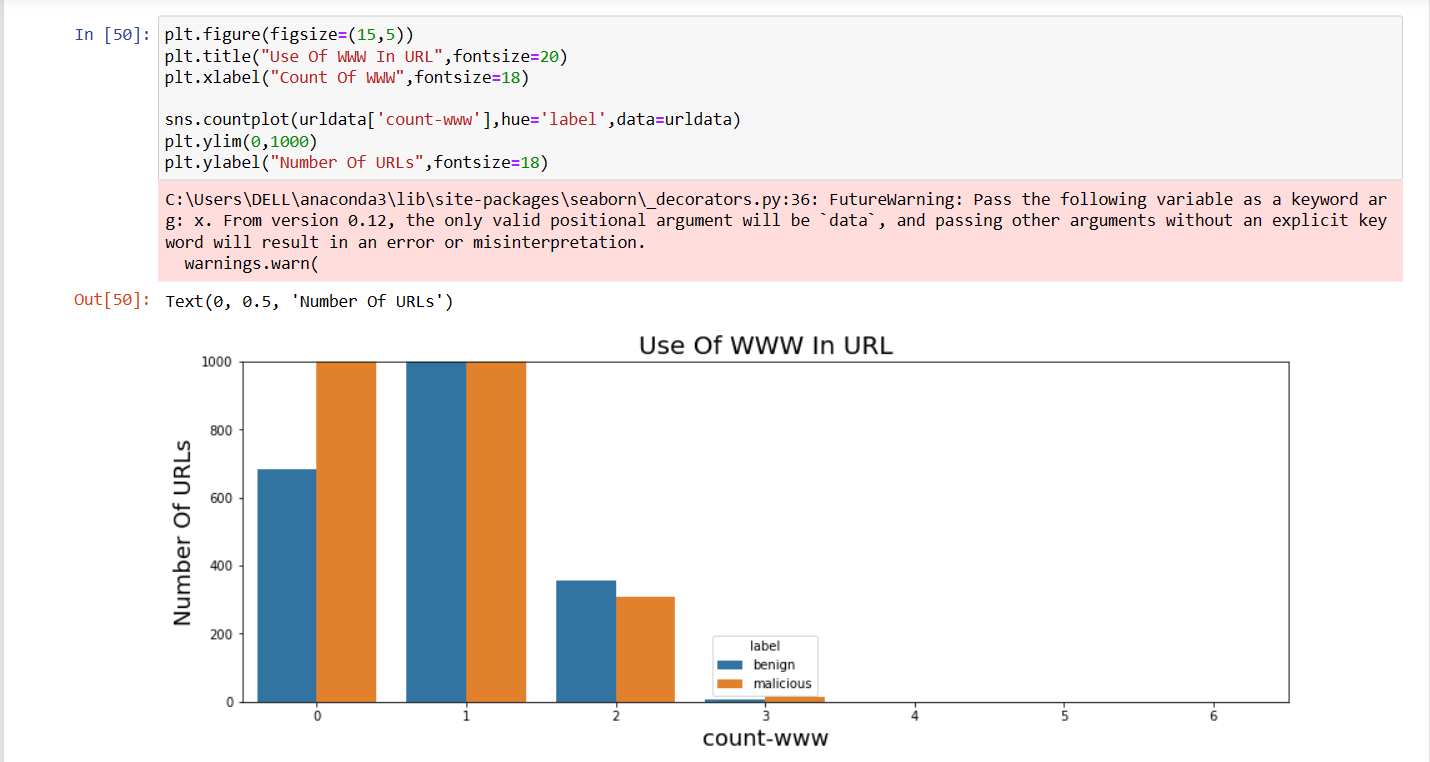 In [50]: plt.figure(figsize=(15,5))
plt.title("Use Of WWW In URL",fontsize=20)
plt.xlabel("Count Of WWW",fontsize=18)
sns.countplot(urldata['count-www'],hue='label',data=urldata)
plt.ylim(0,1000)
plt.ylabel("Number Of URLs",fontsize=18)
C:\Users\DELL\anaconda3\lib\site-packages\seaborn\_decorators.py:36: FutureWarning: Pass the following variable as a keyword ar
g: x. From version 0.12, the only valid positional argument will be `data`, and passing other arguments without an explicit key
word will result in an error or misinterpretation.
warnings.warn(
Out[50]: Text(0, 0.5, 'Number Of URLs')
Use Of WWW In URL
1000
800
600
400
200
0
Number Of URLs
label
benign
malicious
0 1 2 3 4 5 6
count-www